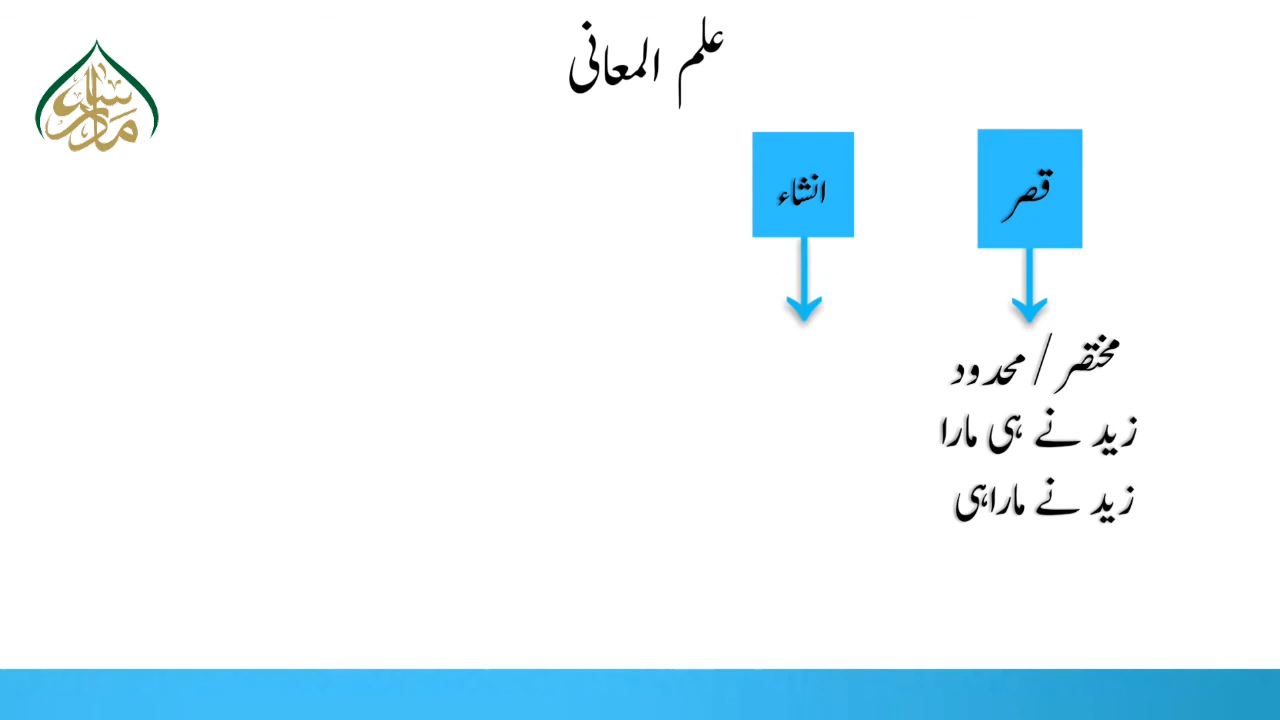 علم المعانی
قصر
انشاء
مختصر / محدود
زید نے ہی مارا
زید نے مارا ہی